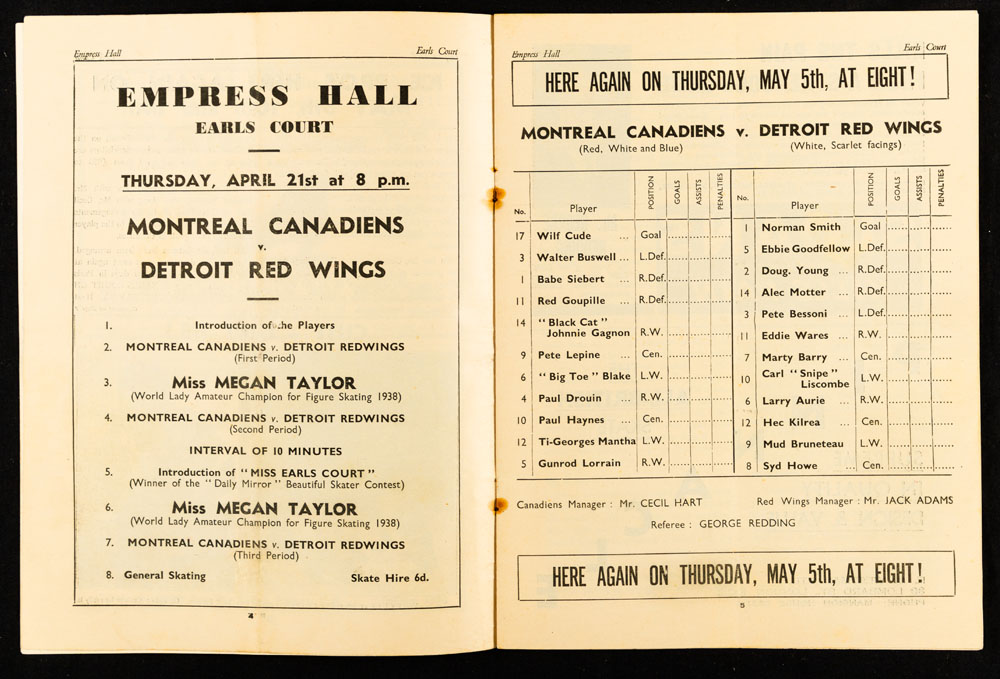 Empress Hall Earls Court
EMPRESS HALL
EARLS COURT
THURSDAY, APRIL 21st at 8 p.m.
MONTREAL CANADIENS
v.
DETROIT RED WINGS
1. Introduction of the Players
2. MONTREAL CANADIENS v. DETROIT REDWINGS
(First Period)
3. Miss MEGAN TAYLOR
(World Lady Amateur Champion for Figure Skating 1938)
4. MONTREAL CANADIENS v. DETROIT REDWINGS
(Second Period)
INTERVAL OF 10 MINUTES
5. Introduction of "MISS EARLS COURT"
(Winner of the "Daily Mirror" Beautiful Skater Contest)
6. Miss MEGAN TAYLOR
(World Lady Amateur Champion for Figure Skating 1938)
7. MONTREAL CANADIENS v. DETROIT REDWINGS
(Third Period)
8. General Skating Skate Hire 6d.
4
Empress Hall Earls Court
HERE AGAIN ON THURSDAY, MAY 5th, AT EIGHT!
MONTREAL CANADIENS v. DETROIT RED WINGS
(Red, White and Blue) (White, Scarlet facings)
No. Player POSITION GOALS ASSISTS PENALTIES
17 Wilf Cude ... Goal
3 Walter Buswell ... L.Def.
1 Babe Siebert ... R.Def.
11 Red Goupille ... R.Def.
14 "Black Cat"
Johnnie Gagnon R.W.
9 Pete Lepine ... Cen.
6 "Big Toe" Blake L.W.
4 Paul Drouin ... R.W.
10 Paul Haynes ... Cen.
12 Ti-Georges Mantha L.W.
5 Gunrod Lorrain R.W.
No. Player POSITION GOALS ASSISTS PENALTIES
1 Norman Smith Goal
5 Ebbie Goodfellow L.Def.
2 Doug. Young ... R.Def.
14 Alec Motter ... R.Def.
3 Pete Bessoni ... L.Def.
11 Eddie Wares ... R.W.
7 Marty Barry ... Cen.
10 Carl "Snipe"
Liscombe L.W.
6 Larry Aurie ... R.W.
12 Hec Kilrea ... Cen.
9 Mud Bruneteau L.W.
8 Syd Howe ... Cen.
Canadiens Manager : Mr. CECIL HART Red Wings Manager : Mr. JACK ADAMS
Referee : GEORGE REDDING
HERE AGAIN ON THURSDAY, MAY 5th, AT EIGHT!
5